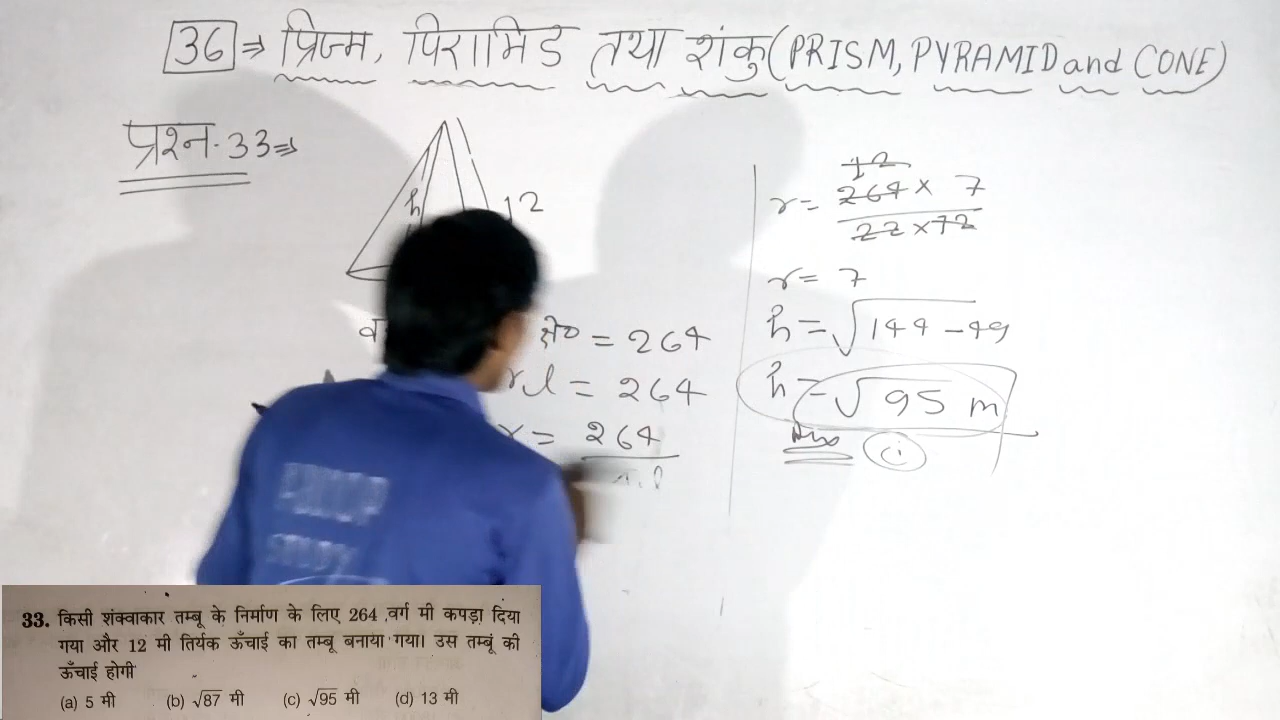 36 ⇒ प्रिज्म, पिरामिड तथा शंकु (PRISM, PYRAMID and CONE)
प्रश्न.33⇒
h
12
क्षे० = 264
rl = 264
r = 264
π.l
12
r = 264 × 7
22 × 12
r = 7
h = √144 - 49
h = √95 m
Ans
33. किसी शंक्वाकार तम्बू के निर्माण के लिए 264 वर्ग मी कपड़ा दिया
गया और 12 मी तिर्यक ऊँचाई का तम्बू बनाया गया। उस तम्बू की
ऊँचाई होगी
(a) 5 मी (b) √87 मी (c) √95 मी (d) 13 मी